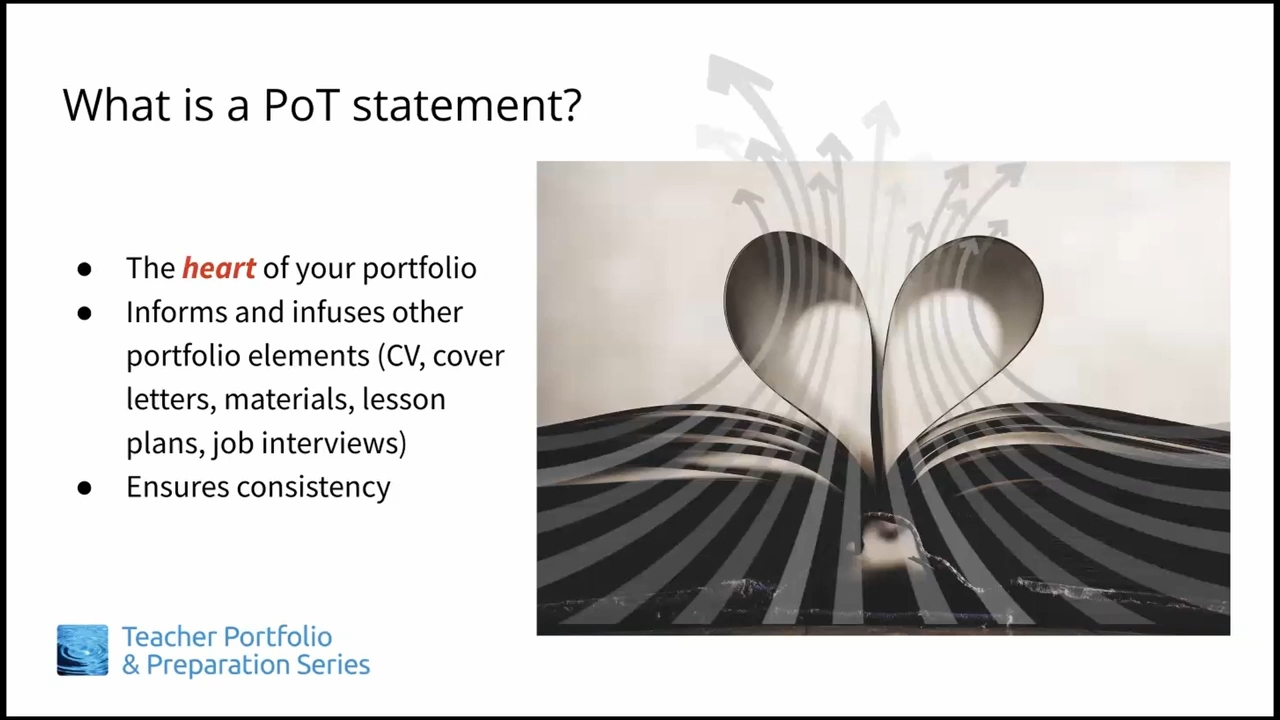 What is a PoT statement?
● The heart of your portfolio
● Informs and infuses other
portfolio elements (CV, cover
letters, materials, lesson
plans, job interviews)
● Ensures consistency
Teacher Portfolio
& Preparation Series